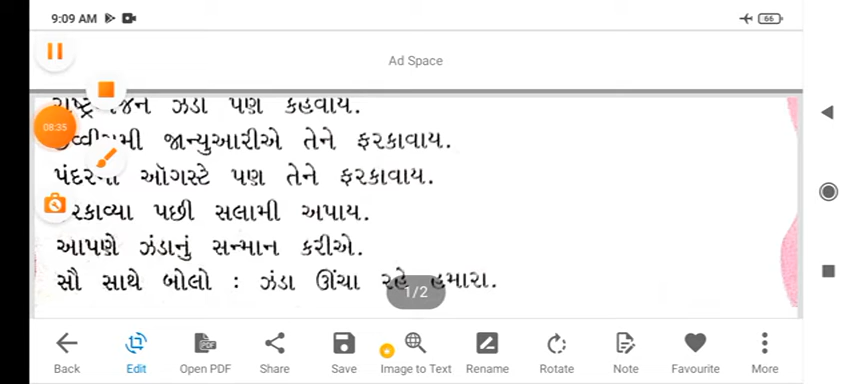 9:09 AM
66
Ad Space
ઝંડા પણ કહેવાય.
08:35
જાન્યુઆરીએ તેને ફરકાવાય.
ઑગસ્ટે પણ તેને ફરકાવાય.
પછી સલામી અપાય.
આપણે ઝંડાનું સન્માન કરીએ.
સૌ સાથે બોલો : ઝંડા ઊંચા રહે હમારા.
1/2
Back
Edit
Open PDF
Share
Save
Image to Text
Rename
Rotate
Note
Favourite
More